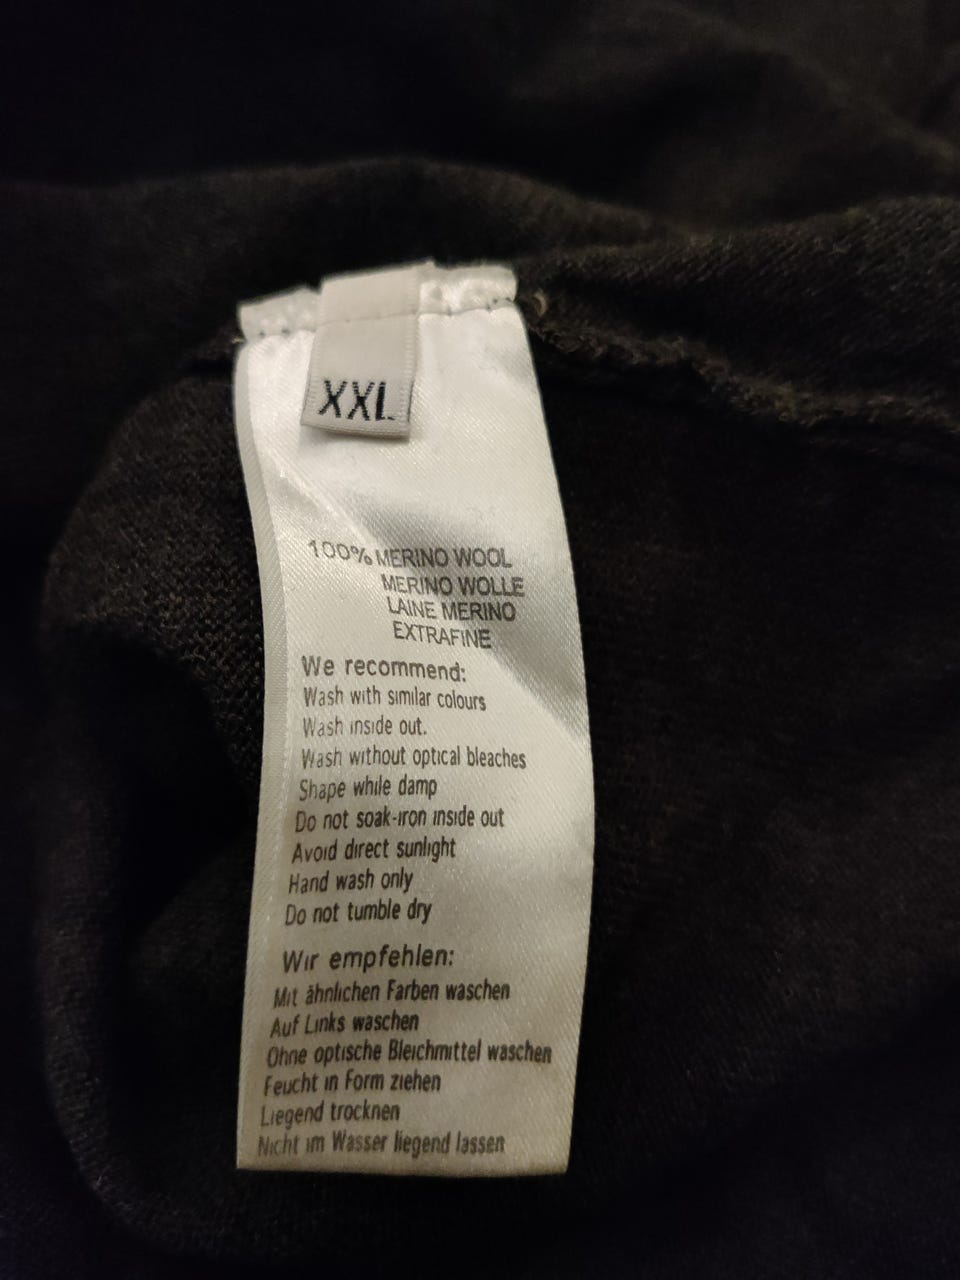 XXL
100% MERINO WOOL
MERINO WOLLE
LAINE MERINO
EXTRAFINE
We recommend:
Wash with similar colours
Wash inside out.
Wash without optical bleaches
Shape while damp
Do not soak-iron inside out
Avoid direct sunlight
Hand wash only
Do not tumble dry
Wir empfehlen:
Mit ähnlichen Farben waschen
Auf Links waschen
Ohne optische Bleichmittel waschen
Feucht in Form ziehen
Liegend trocknen
Nicht im Wasser liegend lassen